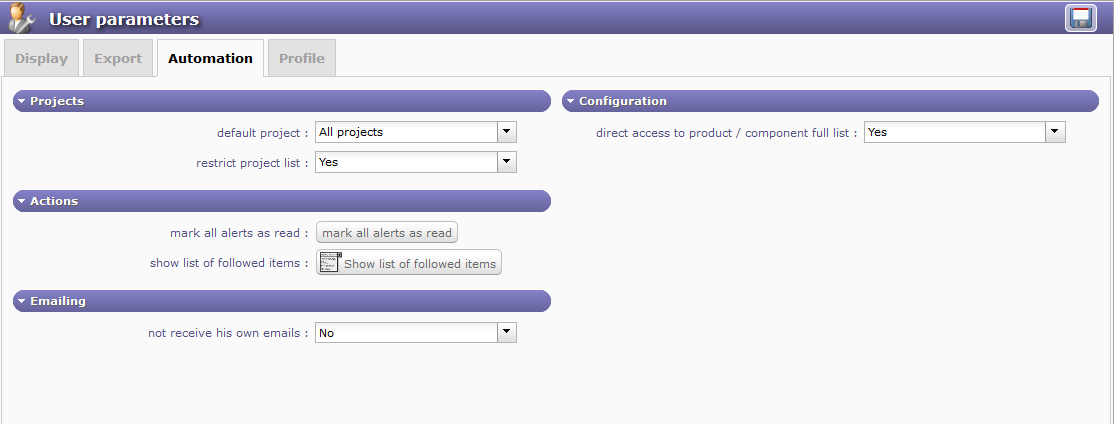 User parameters
Display
Export
Automation
Profile
Projects
default project :
All projects
restrict project list :
Yes
Actions
mark all alerts as read :
mark all alerts as read
show list of followed items :
Show list of followed items
Emailing
not receive his own emails :
No
Configuration
direct access to product / component full list :
Yes